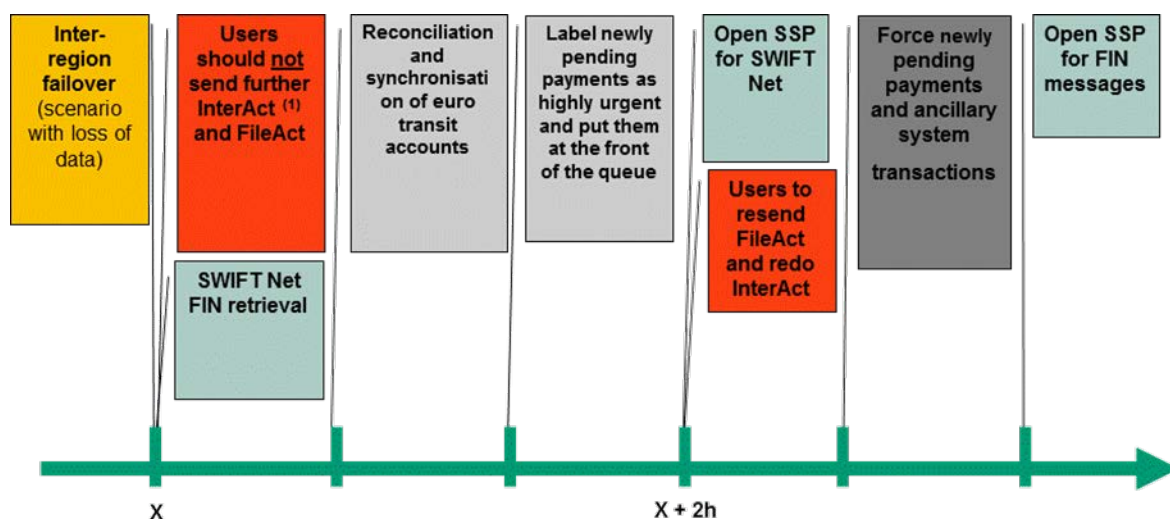 Inter-
region
failover
(scenario
with loss of
data)
Users
should not
send further
InterAct (1)
and FileAct
SWIFT Net
FIN retrieval
Reconciliation
and
synchronisati
on of euro
transit
accounts
Label newly
pending
payments as
highly urgent
and put them
at the front
of the queue
Open SSP
for SWIFT
Net
Users to
resend
FileAct
and redo
InterAct
Force newly
pending
payments
and ancillary
system
transactions
Open SSP
for FIN
messages
X
X + 2h